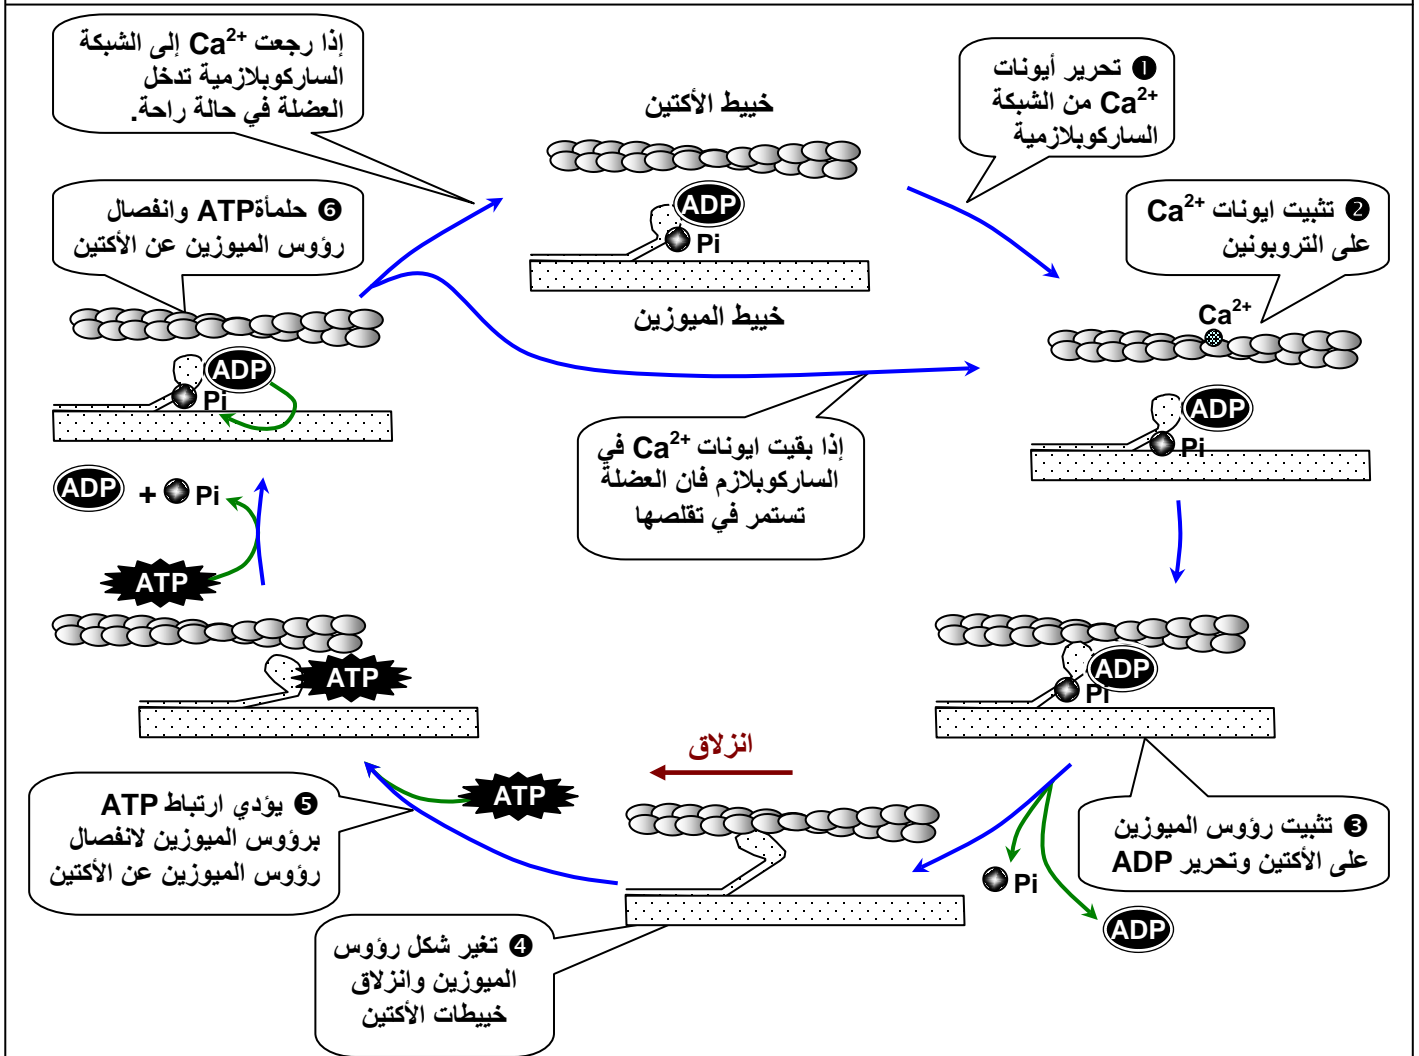 إذا رجعت Ca²⁺ إلى الشبكة
الساركوبلازمية تدخل
العضلة في حالة راحة.
خييط الأكتين
❶ تحرير أيونات
Ca²⁺ من الشبكة
الساركوبلازمية
ADP
Pi
خييط الميوزين
❷ تثبيت ايونات Ca²⁺
على التروبونين
Ca²⁺
ADP
Pi
❻ حلمأةATP وانفصال
رؤوس الميوزين عن الأكتين
ADP
Pi
إذا بقيت ايونات Ca²⁺ في
الساركوبلازم فان العضلة
تستمر في تقلصها
ADP + Pi
ATP
ATP
ADP
Pi
❸ تثبيت رؤوس الميوزين
على الأكتين وتحرير ADP
Pi
ADP
انزلاق
❹ تغير شكل رؤوس
الميوزين وانزلاق
خييطات الأكتين
ATP
❺ يؤدي ارتباط ATP
برؤوس الميوزين لانفصال
رؤوس الميوزين عن الأكتين